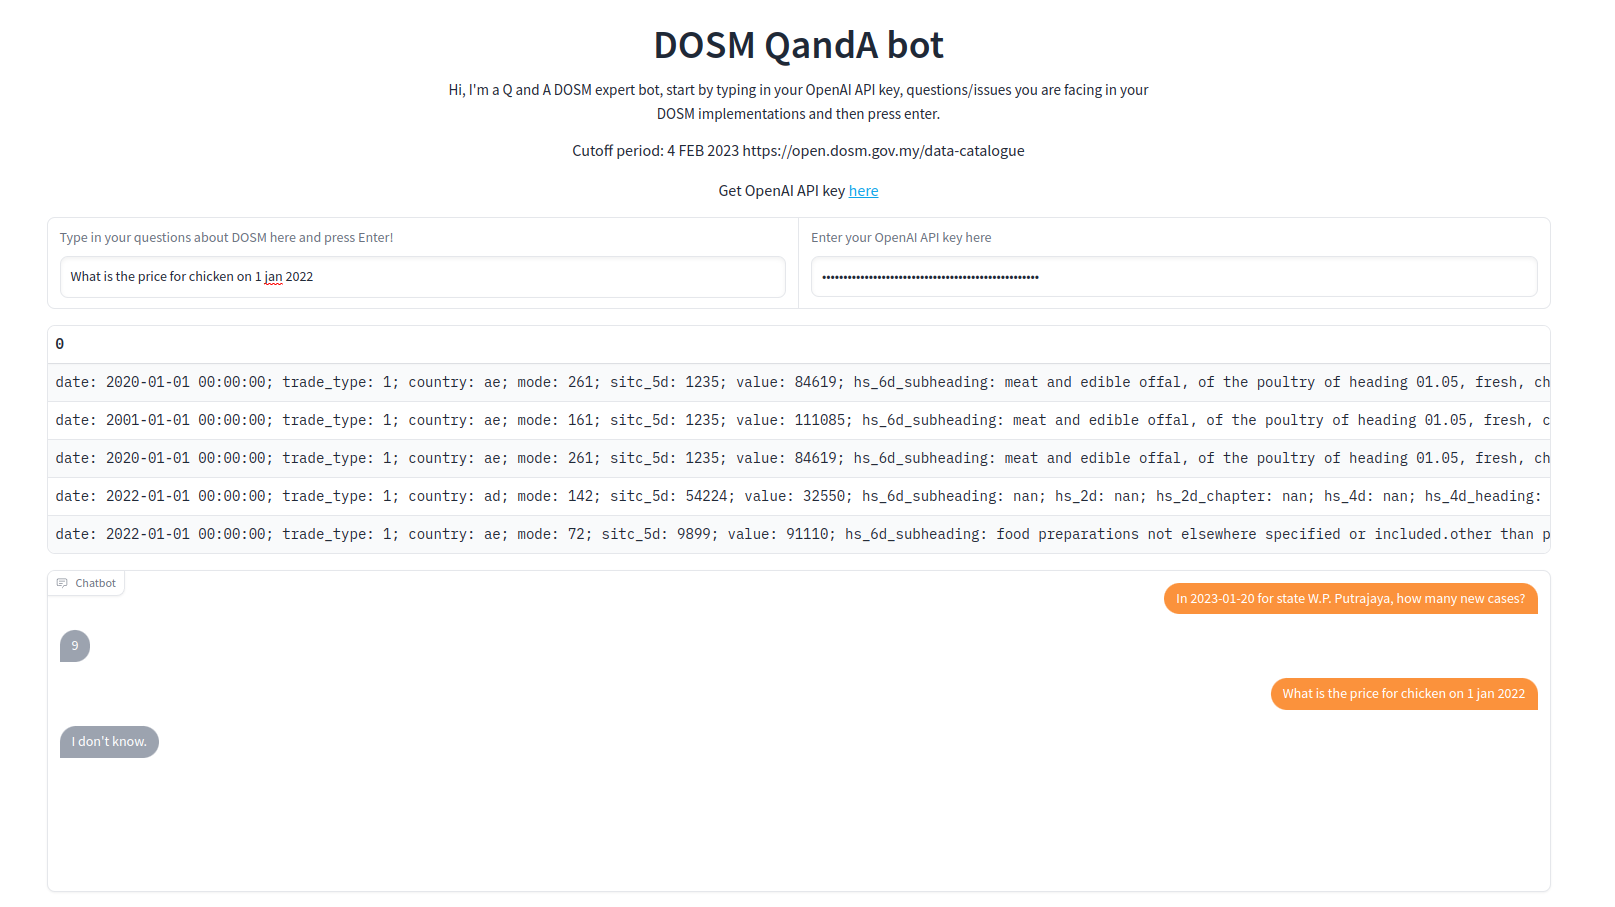 DOSM QandA bot
Hi, I'm a Q and A DOSM expert bot, start by typing in your OpenAI API key, questions/issues you are facing in your
DOSM implementations and then press enter.
Cutoff period: 4 FEB 2023 https://open.dosm.gov.my/data-catalogue
Get OpenAI API key here
Type in your questions about DOSM here and press Enter!
What is the price for chicken on 1 jan 2022
Enter your OpenAI API key here
••••••••••••••••••••••••••••••••••••••••••••••••••• 
0
date: 2020-01-01 00:00:00; trade_type: 1; country: ae; mode: 261; sitc_5d: 1235; value: 84619; hs_6d_subheading: meat and edible offal, of the poultry of heading 01.05, fresh, ch
date: 2001-01-01 00:00:00; trade_type: 1; country: ae; mode: 161; sitc_5d: 1235; value: 111085; hs_6d_subheading: meat and edible offal, of the poultry of heading 01.05, fresh, c
date: 2020-01-01 00:00:00; trade_type: 1; country: ae; mode: 261; sitc_5d: 1235; value: 84619; hs_6d_subheading: meat and edible offal, of the poultry of heading 01.05, fresh, ch
date: 2022-01-01 00:00:00; trade_type: 1; country: ad; mode: 142; sitc_5d: 54224; value: 32550; hs_6d_subheading: nan; hs_2d: nan; hs_2d_chapter: nan; hs_4d: nan; hs_4d_heading:
date: 2022-01-01 00:00:00; trade_type: 1; country: ae; mode: 72; sitc_5d: 9899; value: 91110; hs_6d_subheading: food preparations not elsewhere specified or included.other than p
Chatbot
In 2023-01-20 for state W.P. Putrajaya, how many new cases?
9
What is the price for chicken on 1 jan 2022
I don't know.